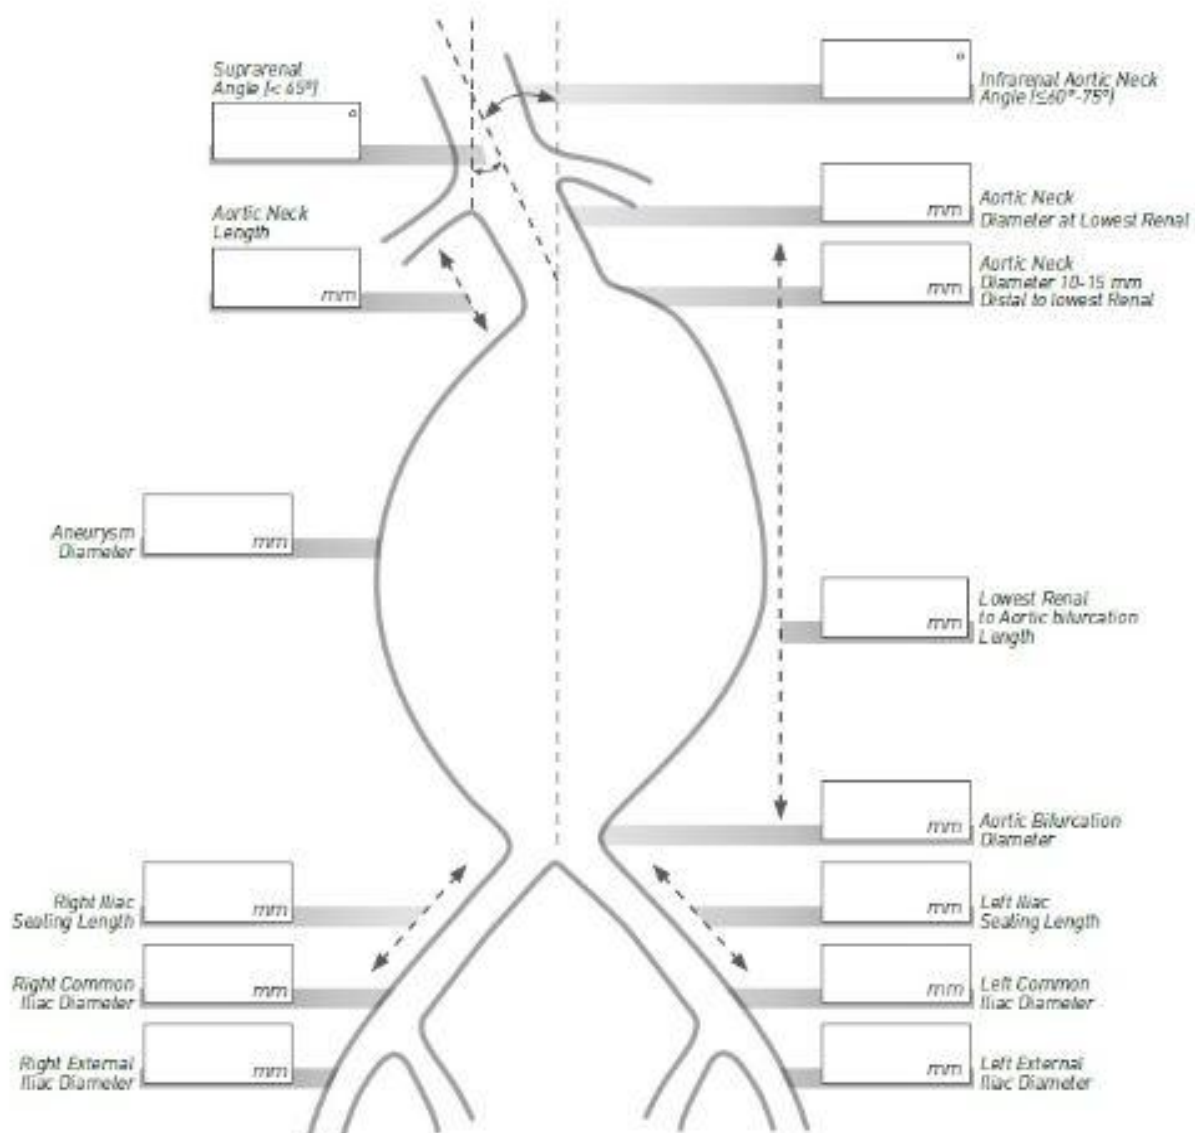 Suprarenal
Angle (< 45°)
°
°
Infrarenal Aortic Neck
Angle (≤60°-75°)
Aortic Neck
Length
mm
mm
Aortic Neck
Diameter at Lowest Renal
mm
Aortic Neck
Diameter 10-15 mm
Distal to lowest Renal
Aneurysm
Diameter
mm
mm
Lowest Renal
to Aortic bilurcation
Length
mm
Aortic Bifurcation
Diameter
Right Iliac
Sealing Length
mm
mm
Left Iliac
Sealing Length
Right Common
Iliac Diameter
mm
mm
Left Common
Iliac Diameter
Right External
Iliac Diameter
mm
mm
Left External
Iliac Diameter